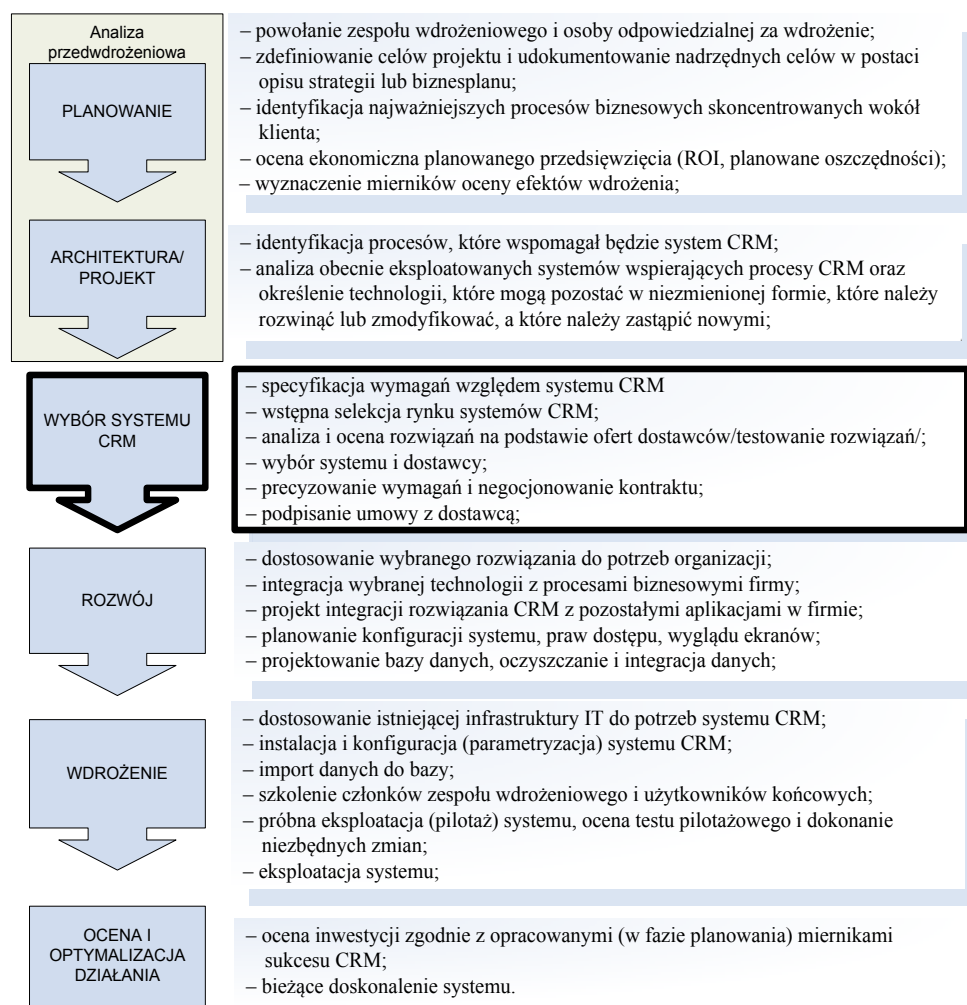 Analiza
przedwdrożeniowa
PLANOWANIE
– powołanie zespołu wdrożeniowego i osoby odpowiedzialnej za wdrożenie;
– zdefiniowanie celów projektu i udokumentowanie nadrzędnych celów w postaci
opisu strategii lub biznesplanu;
– identyfikacja najważniejszych procesów biznesowych skoncentrowanych wokół
klienta;
– ocena ekonomiczna planowanego przedsięwzięcia (ROI, planowane oszczędności);
– wyznaczenie mierników oceny efektów wdrożenia;
ARCHITEKTURA/
PROJEKT
– identyfikacja procesów, które wspomagał będzie system CRM;
– analiza obecnie eksploatowanych systemów wspierających procesy CRM oraz
określenie technologii, które mogą pozostać w niezmienionej formie, które należy
rozwinąć lub zmodyfikować, a które należy zastąpić nowymi;
WYBÓR SYSTEMU
CRM
– specyfikacja wymagań względem systemu CRM
– wstępna selekcja rynku systemów CRM;
– analiza i ocena rozwiązań na podstawie ofert dostawców/testowanie rozwiązań/;
– wybór systemu i dostawcy;
– precyzowanie wymagań i negocjonowanie kontraktu;
– podpisanie umowy z dostawcą;
ROZWÓJ
– dostosowanie wybranego rozwiązania do potrzeb organizacji;
– integracja wybranej technologii z procesami biznesowymi firmy;
– projekt integracji rozwiązania CRM z pozostałymi aplikacjami w firmie;
– planowanie konfiguracji systemu, praw dostępu, wyglądu ekranów;
– projektowanie bazy danych, oczyszczanie i integracja danych;
WDROŻENIE
– dostosowanie istniejącej infrastruktury IT do potrzeb systemu CRM;
– instalacja i konfiguracja (parametryzacja) systemu CRM;
– import danych do bazy;
– szkolenie członków zespołu wdrożeniowego i użytkowników końcowych;
– próbna eksploatacja (pilotaż) systemu, ocena testu pilotażowego i dokonanie
niezbędnych zmian;
– eksploatacja systemu;
OCENA I
OPTYMALIZACJA
DZIAŁANIA
– ocena inwestycji zgodnie z opracowanymi (w fazie planowania) miernikami
sukcesu CRM;
– bieżące doskonalenie systemu.